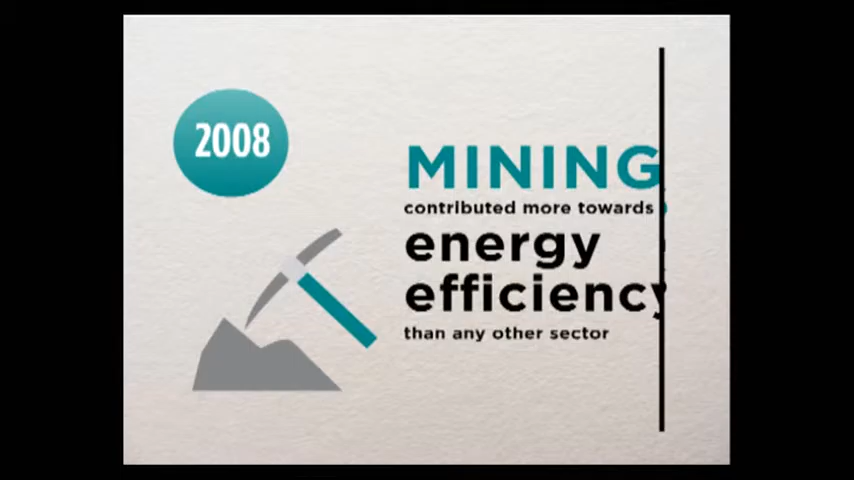 2008
MINING
contributed more towards
energy
efficiency
than any other sector